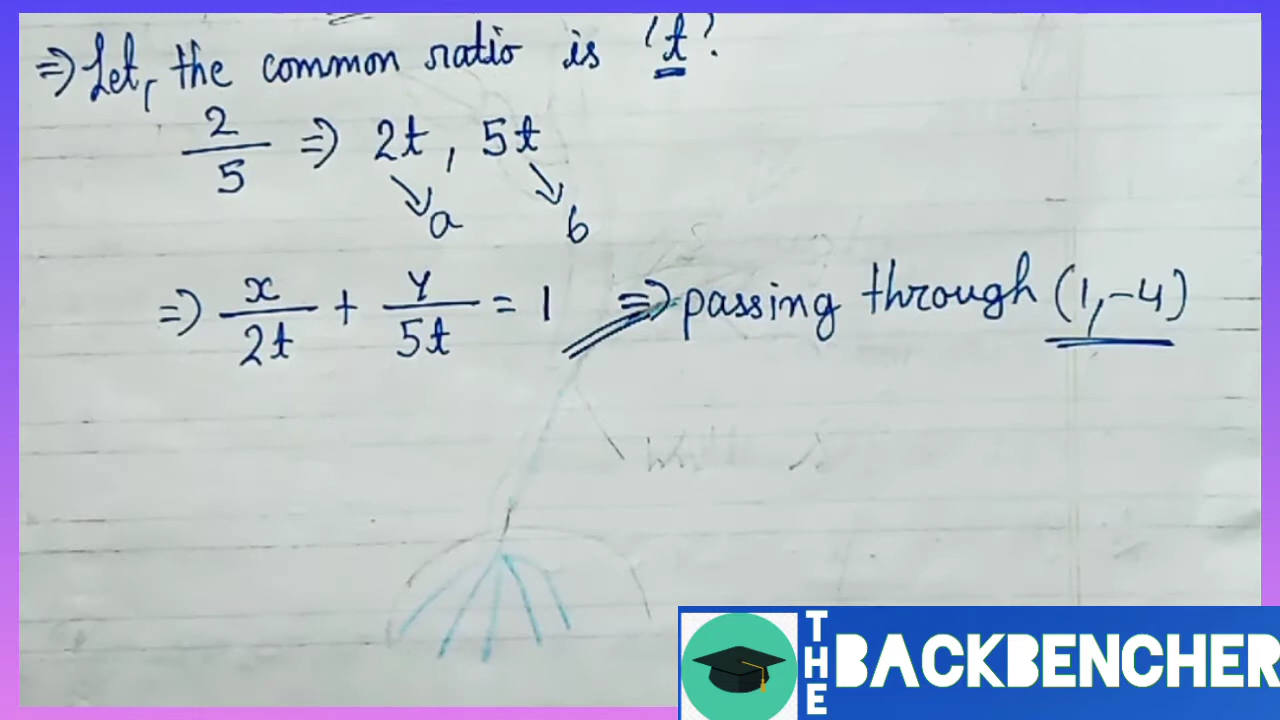 ⇒ Let, the common ratio is 't'.
2/5 ⇒ 2t, 5t
a b
⇒ x/2t + y/5t = 1 ⇒ passing through (1,-4)
THE BACKBENCHER